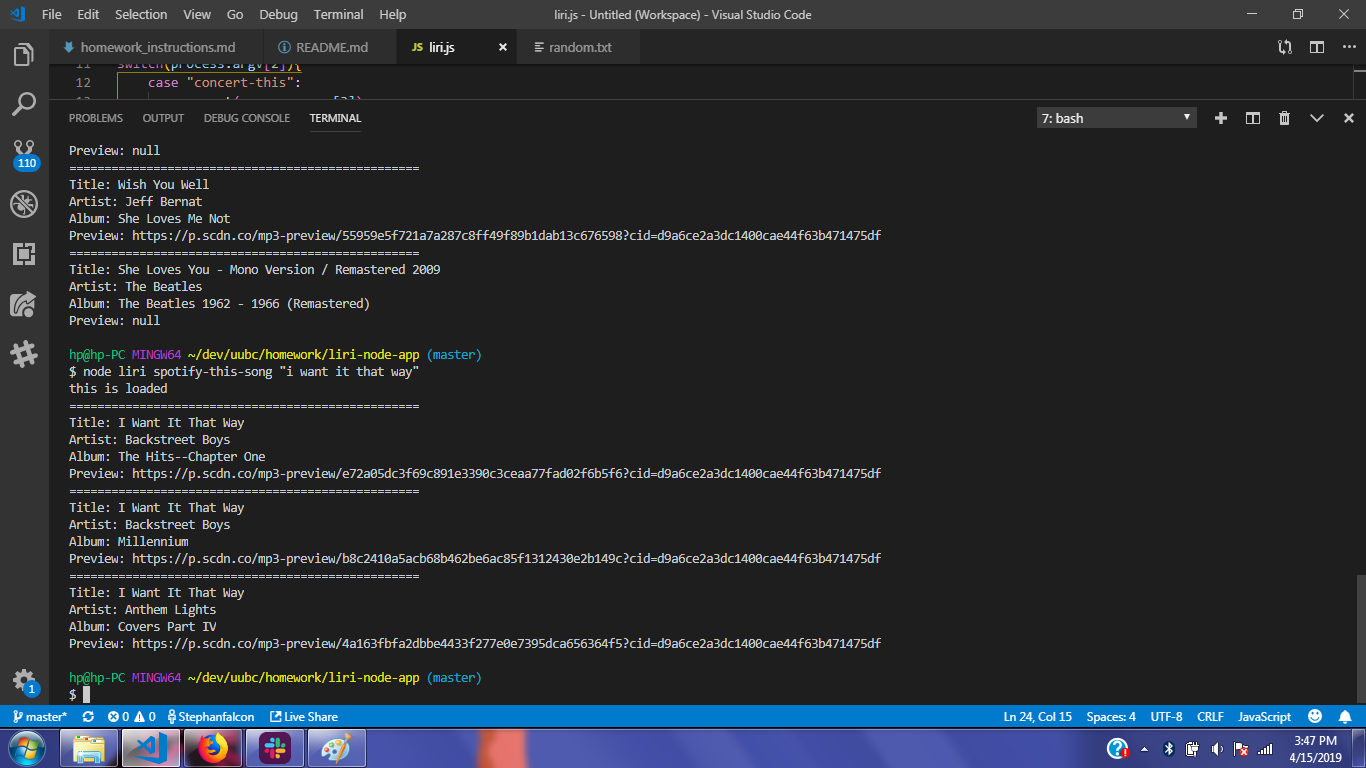 File Edit Selection View Go Debug Terminal Help liri.js - Untitled (Workspace) - Visual Studio Code
homework_instructions.md README.md JS liri.js random.txt
11 switch(process.argv[2]){
12 case "concert-this":
PROBLEMS OUTPUT DEBUG CONSOLE TERMINAL 7: bash
110
Preview: null
==================================================
Title: Wish You Well
Artist: Jeff Bernat
Album: She Loves Me Not
Preview: https://p.scdn.co/mp3-preview/55959e5f721a7a287c8ff49f89b1dab13c676598?cid=d9a6ce2a3dc1400cae44f63b471475df
==================================================
Title: She Loves You - Mono Version / Remastered 2009
Artist: The Beatles
Album: The Beatles 1962 - 1966 (Remastered)
Preview: null
hp@hp-PC MINGW64 ~/dev/uubc/homework/liri-node-app (master)
$ node liri spotify-this-song "i want it that way"
this is loaded
==================================================
Title: I Want It That Way
Artist: Backstreet Boys
Album: The Hits--Chapter One
Preview: https://p.scdn.co/mp3-preview/e72a05dc3f69c891e3390c3ceaa77fad02f6b5f6?cid=d9a6ce2a3dc1400cae44f63b471475df
==================================================
Title: I Want It That Way
Artist: Backstreet Boys
Album: Millennium
Preview: https://p.scdn.co/mp3-preview/b8c2410a5acb68b462be6ac85f1312430e2b149c?cid=d9a6ce2a3dc1400cae44f63b471475df
==================================================
Title: I Want It That Way
Artist: Anthem Lights
Album: Covers Part IV
Preview: https://p.scdn.co/mp3-preview/4a163fbfa2dbbe4433f277e0e7395dca656364f5?cid=d9a6ce2a3dc1400cae44f63b471475df
hp@hp-PC MINGW64 ~/dev/uubc/homework/liri-node-app (master)
$
1
master* 0 0 Stephanfalcon Live Share Ln 24, Col 15 Spaces: 4 UTF-8 CRLF JavaScript
3:47 PM
4/15/2019